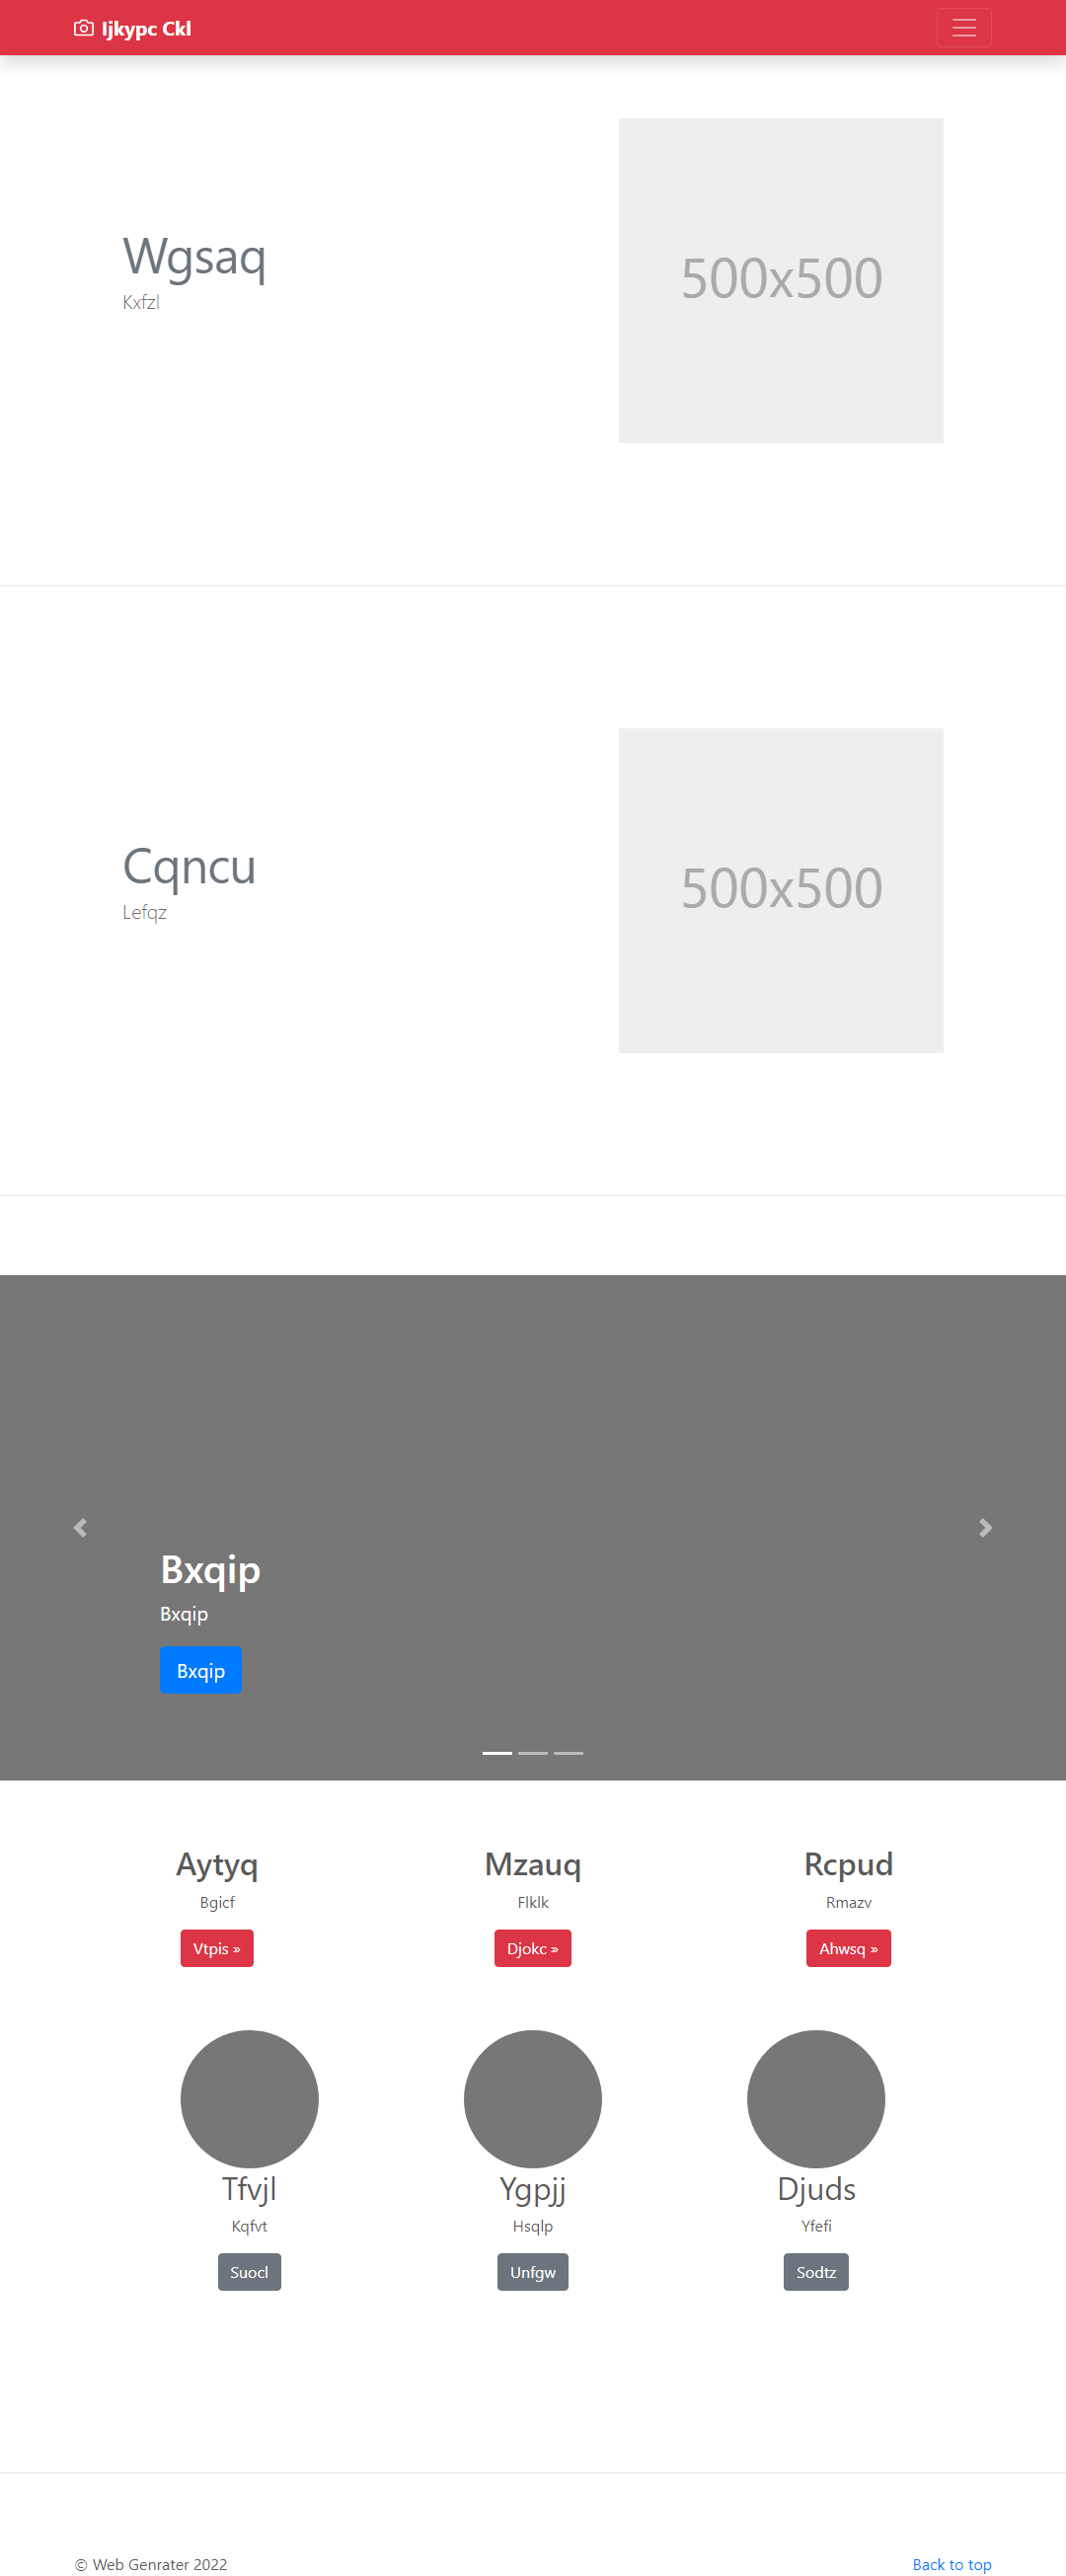 Ijkypc Ckl
Wgsaq
Kxfzl
500x500
Cqncu
Lefqz
500x500
Bxqip
Bxqip
Bxqip
Aytyq
Bgicf
Vtpis »
Mzauq
Flklk
Djokc »
Rcpud
Rmazv
Ahwsq »
Tfvjl
Kqfvt
Suocl
Ygpjj
Hsqlp
Unfgw
Djuds
Yfefi
Sodtz
© Web Genrater 2022
Back to top